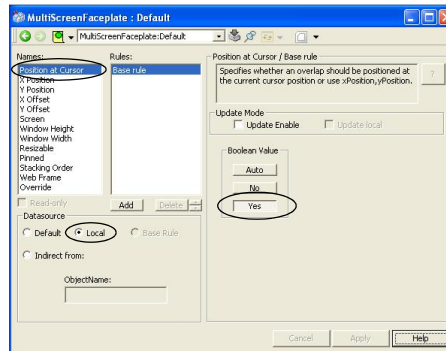 MultiScreenFaceplate : Default
MultiScreenFaceplate:Default
Names:
Position at Cursor
X Position
Y Position
X Offset
Y Offset
Screen
Window Height
Window Width
Resizable
Pinned
Stacking Order
Web Frame
Override
Read-only
Rules:
Base rule
Add
Delete
Datasource
Default
Local
Base Rule
Indirect from:
ObjectName:
Position at Cursor / Base rule
Specifies whether an overlap should be positioned at
the current cursor position or use xPosition,yPosition.
?
Update Mode
Update Enable
Update local
Boolean Value
Auto
No
Yes
Cancel
Apply
Help